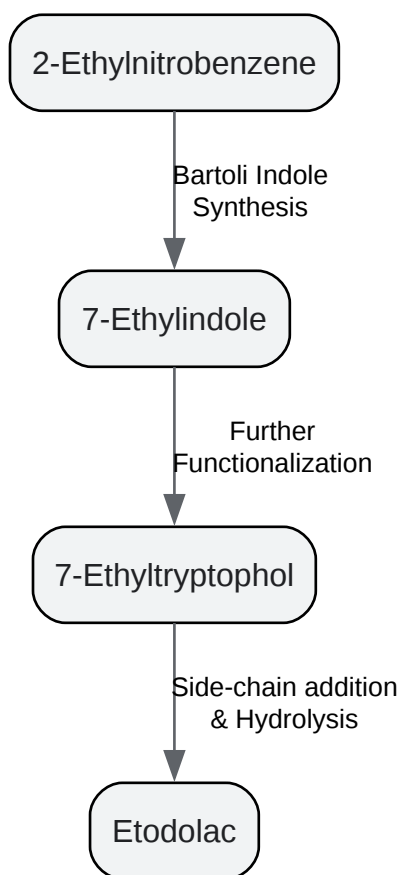 2-Ethylnitrobenzene
Bartoli Indole
Synthesis
7-Ethylindole
Further
Functionalization
7-Ethyltryptophol
Side-chain addition
& Hydrolysis
Etodolac